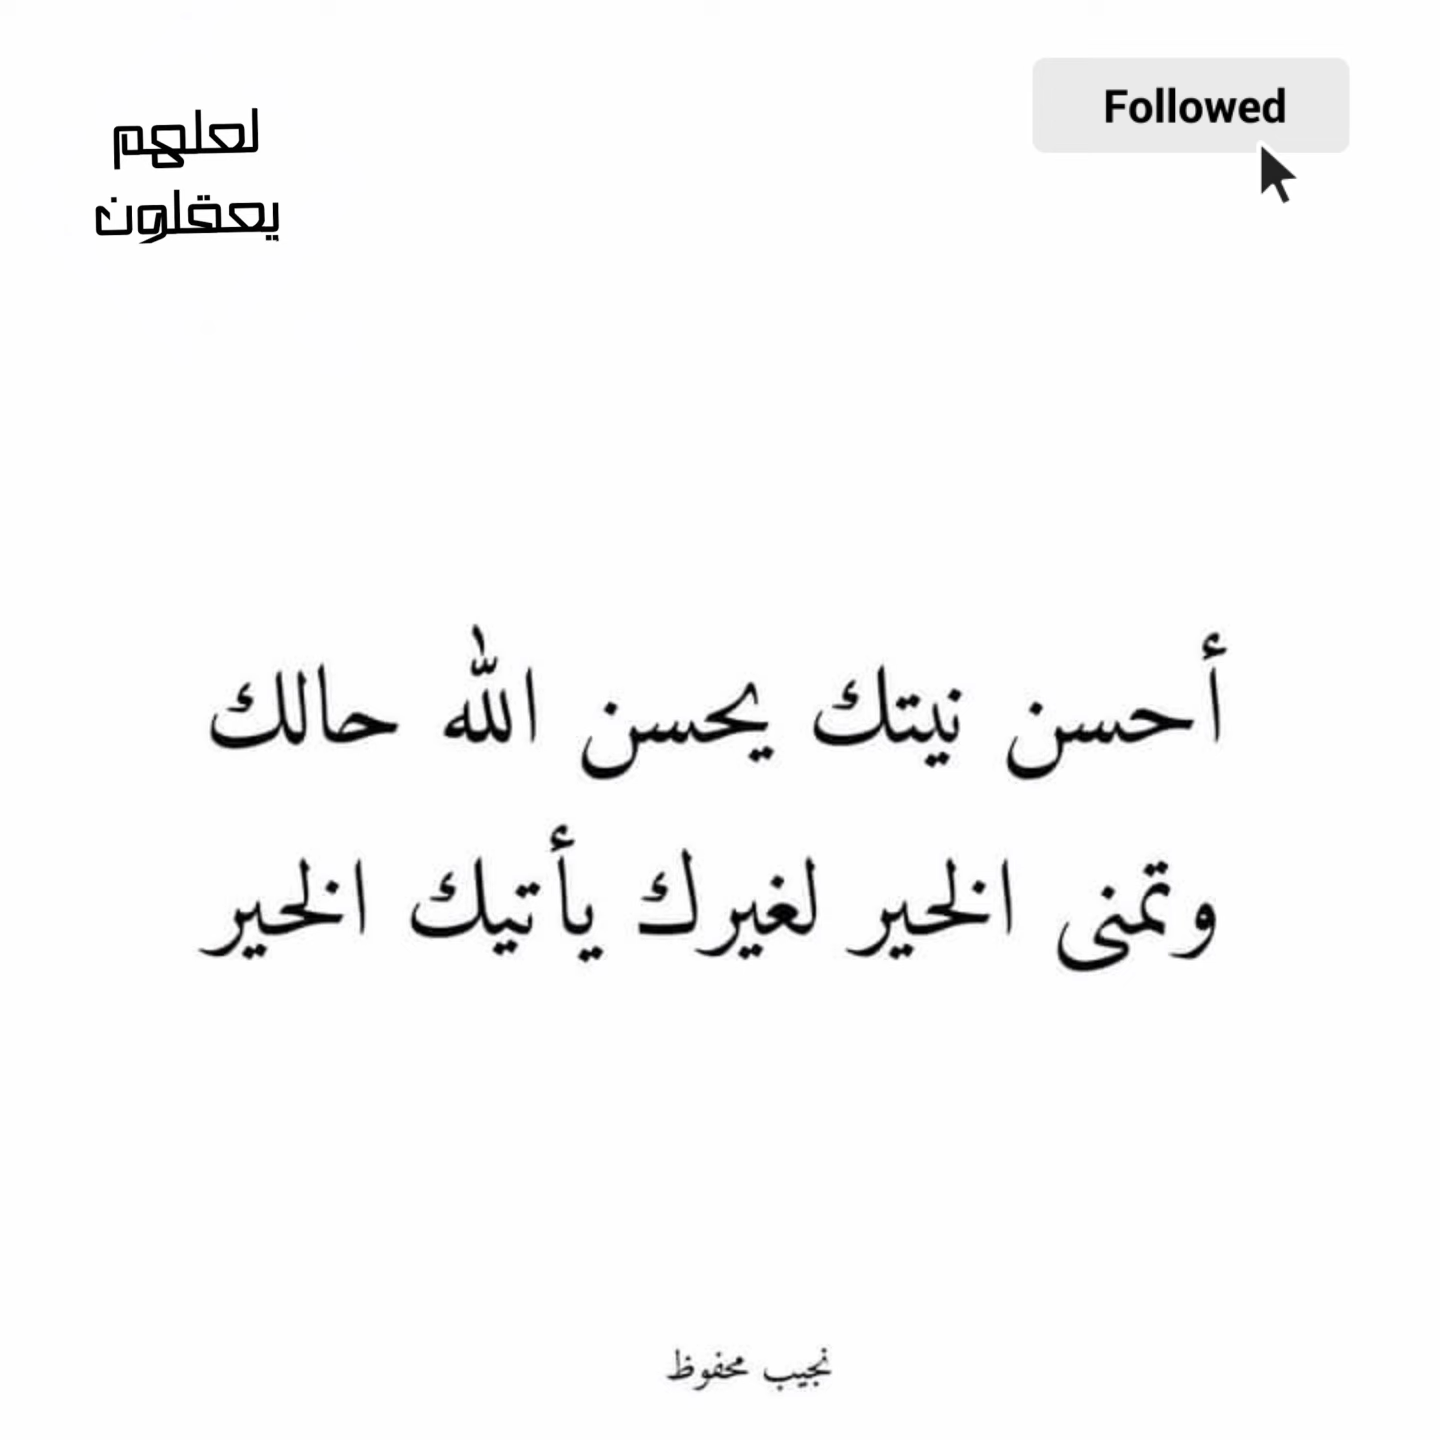 لعلهم
يعقلون
Followed
أحسن نيتك يحسن الله حالك
وتمنى الخير لغيرك يأتيك الخير
نجيب محفوظ